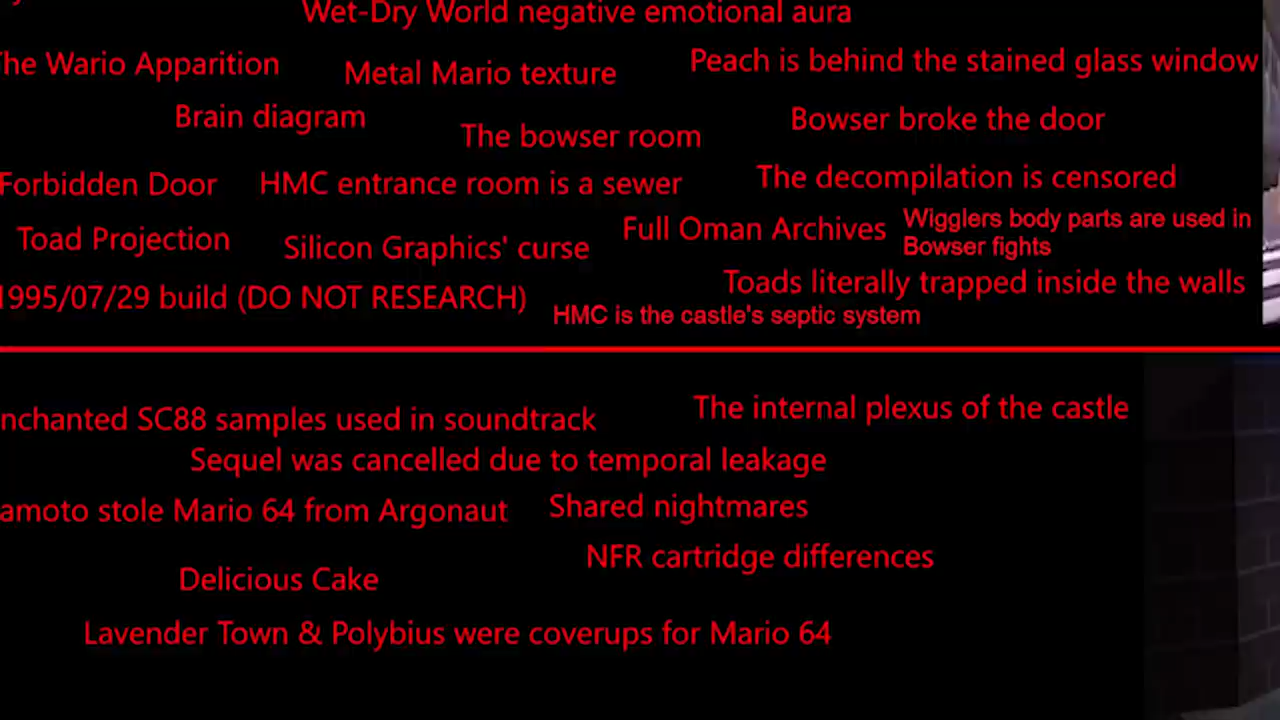 Wet-Dry World negative emotional aura
The Wario Apparition
Metal Mario texture
Peach is behind the stained glass window
Brain diagram
The bowser room
Bowser broke the door
Forbidden Door
HMC entrance room is a sewer
The decompilation is censored
Toad Projection
Silicon Graphics' curse
Full Oman Archives
Wigglers body parts are used in
Bowser fights
1995/07/29 build (DO NOT RESEARCH)
Toads literally trapped inside the walls
HMC is the castle's septic system
nchanted SC88 samples used in soundtrack
The internal plexus of the castle
Sequel was cancelled due to temporal leakage
amoto stole Mario 64 from Argonaut
Shared nightmares
NFR cartridge differences
Delicious Cake
Lavender Town & Polybius were coverups for Mario 64